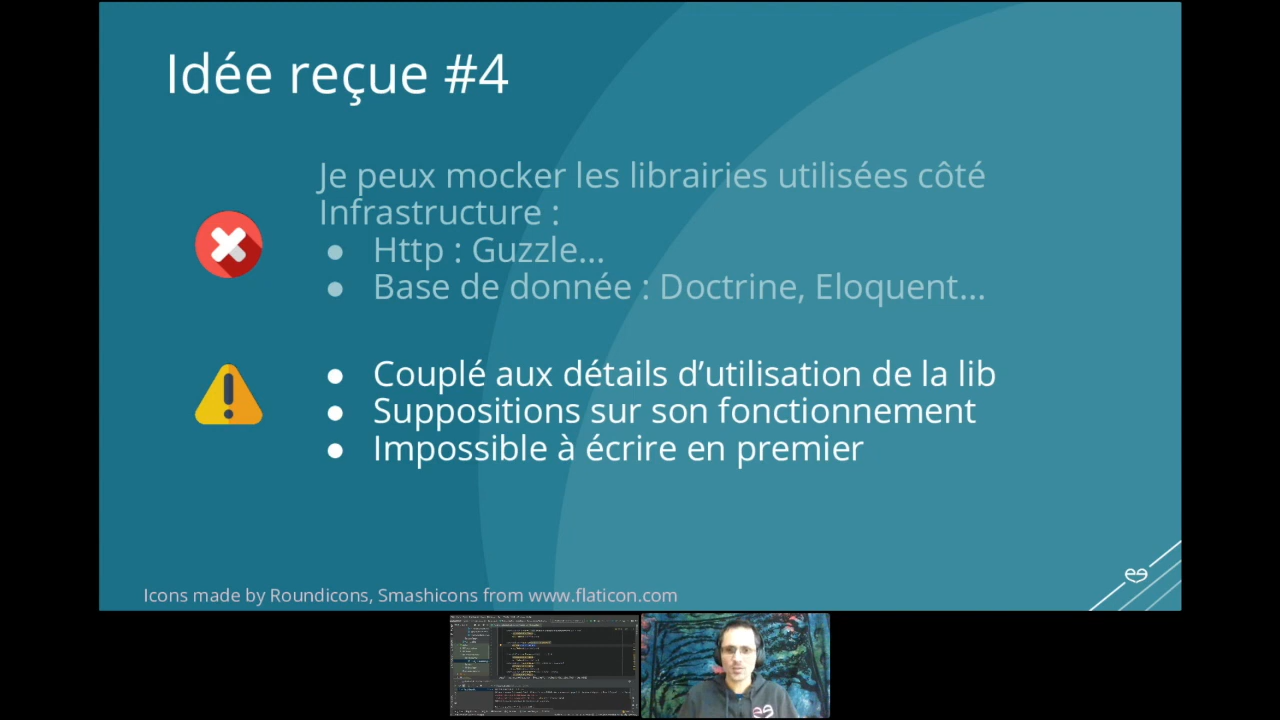 Idée reçue #4
Je peux mocker les librairies utilisées côté
Infrastructure :
● Http : Guzzle...
● Base de donnée : Doctrine, Eloquent...
● Couplé aux détails d’utilisation de la lib
● Suppositions sur son fonctionnement
● Impossible à écrire en premier
Icons made by Roundicons, Smashicons from www.flaticon.com